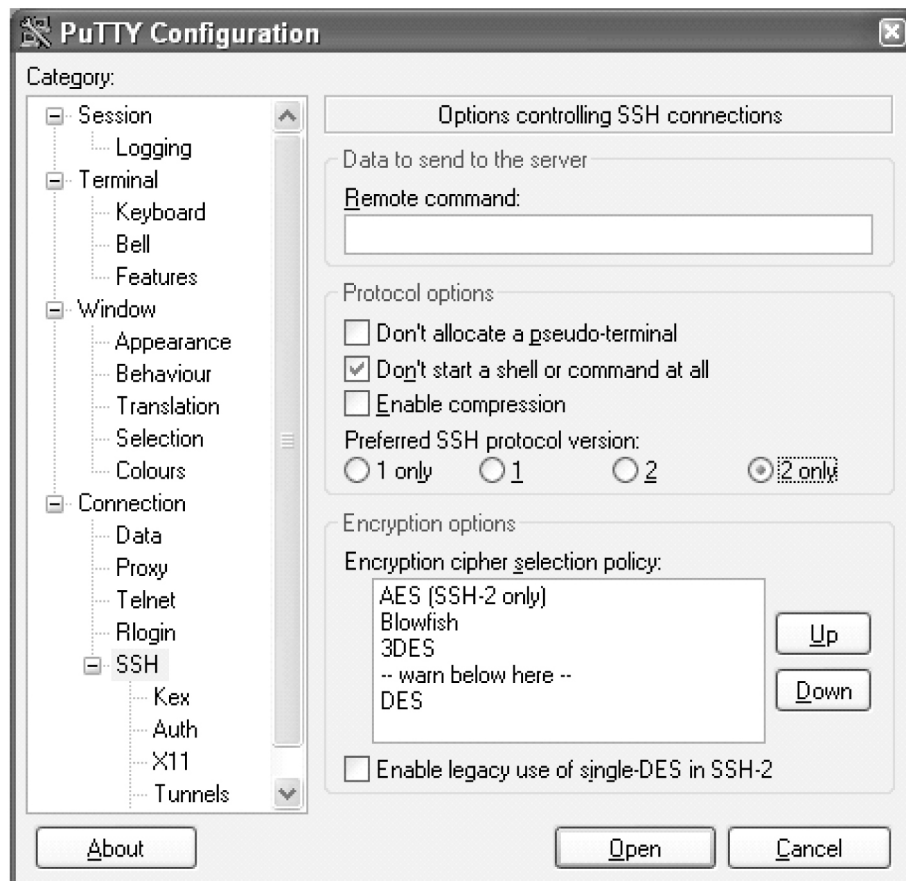 PuTTY Configuration
Category:
Session
Logging
Terminal
Keyboard
Bell
Features
Window
Appearance
Behaviour
Translation
Selection
Colours
Connection
Data
Proxy
Telnet
Rlogin
SSH
Kex
Auth
X11
Tunnels
Options controlling SSH connections
Data to send to the server
Remote command:
Protocol options
Don't allocate a pseudo-terminal
Don't start a shell or command at all
Enable compression
Preferred SSH protocol version:
1 only 1 2 2 only
Encryption options
Encryption cipher selection policy:
AES (SSH-2 only)
Blowfish
3DES
-- warn below here --
DES
Up
Down
Enable legacy use of single-DES in SSH-2
About Open Cancel